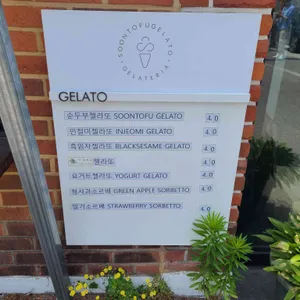 SOONTOFUGELATO
GELATERIA
GELATO
순두부젤라또 SOONTOFU GELATO 4.0
인절미젤라또 INJEOMI GELATO 4.0
흑임자젤라또 BLACKSESAME GELATO 4.0
젤라또 4.0
요거트젤라또 YOGURT GELATO 4.0
청사과소르베 GREEN APPLE SORBETTO 4.0
딸기소르베 STRAWBERRY SORBETTO 4.0